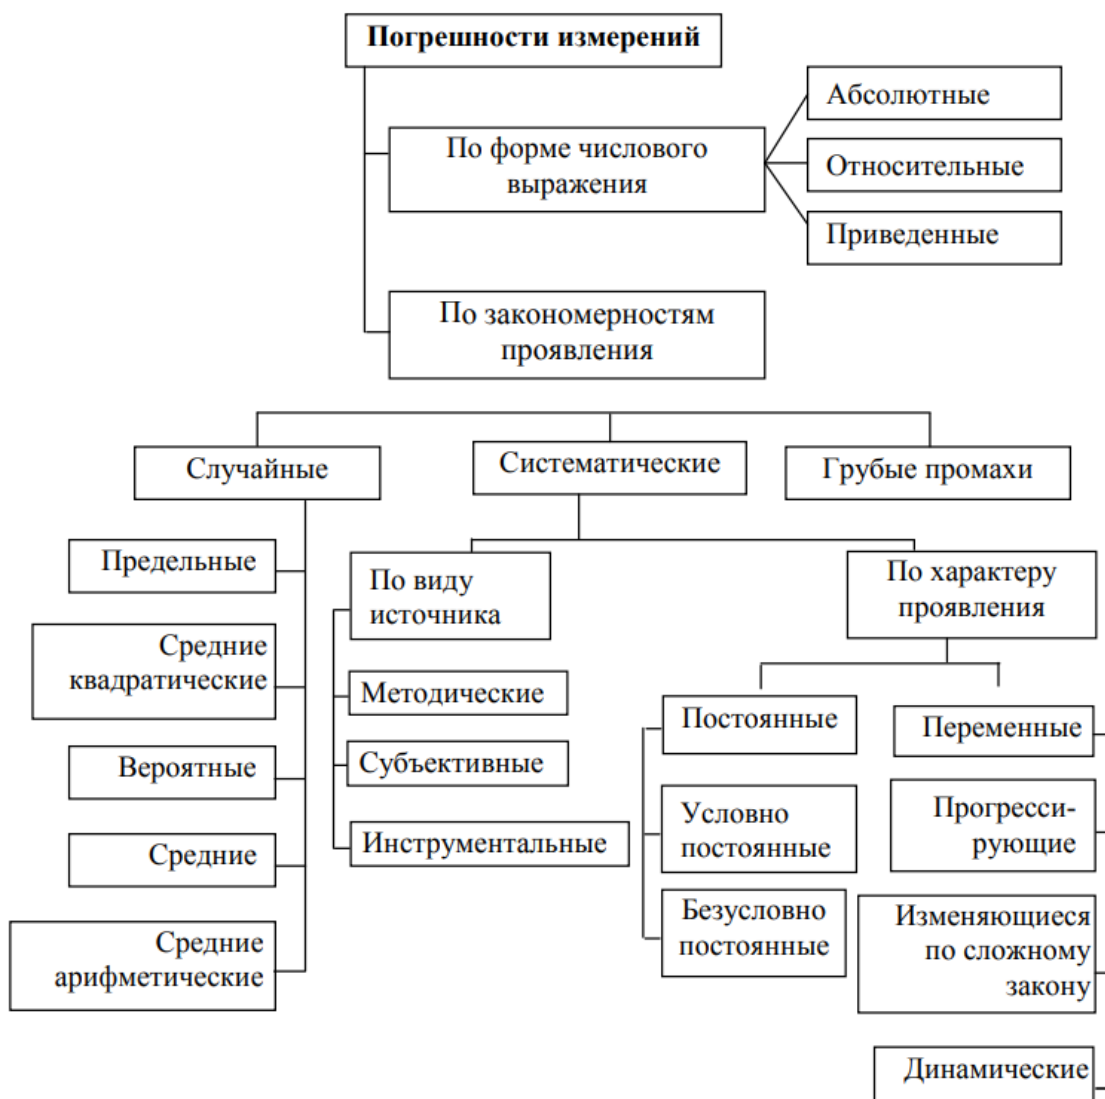 Погрешности измерений
Абсолютные
По форме числового
выражения
Относительные
Приведенные
По закономерностям
проявления
Случайные
Систематические
Грубые промахи
Предельные
Средние
квадратические
Вероятные
Средние
Средние
арифметические
По виду
источника
Методические
Субъективные
Инструментальные
По характеру
проявления
Постоянные
Условно
постоянные
Безусловно
постоянные
Переменные
Прогресси-
рующие
Изменяющиеся
по сложному
закону
Динамические